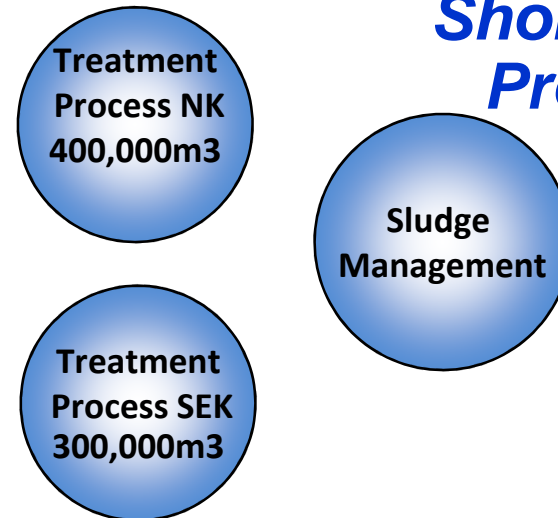 Treatment
Process NK
400,000m3
Sludge
Management
Treatment
Process SEK
300,000m3